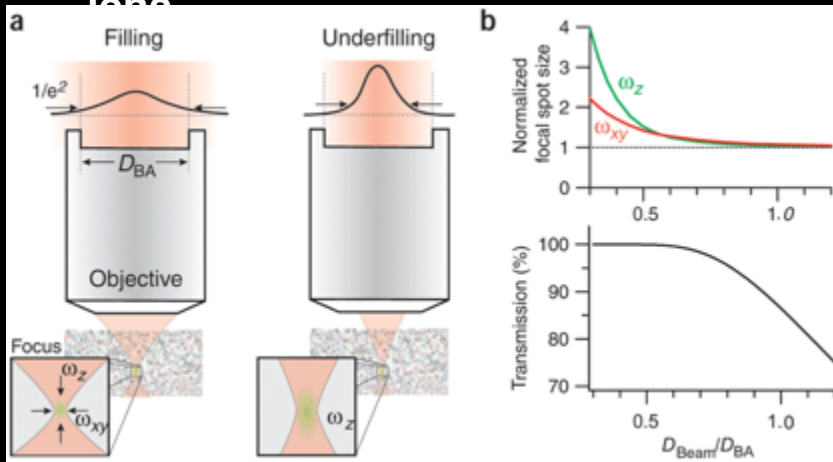 a
Filling
Underfilling
1/e²
D_BA
Objective
Focus
ω_z
ω_xy
ω_z
b
Normalized
focal spot size
4
3
2
1
0
ω_z
ω_xy
0.5
1.0
Transmission (%)
100
90
80
70
0.5
1.0
D_Beam/D_BA